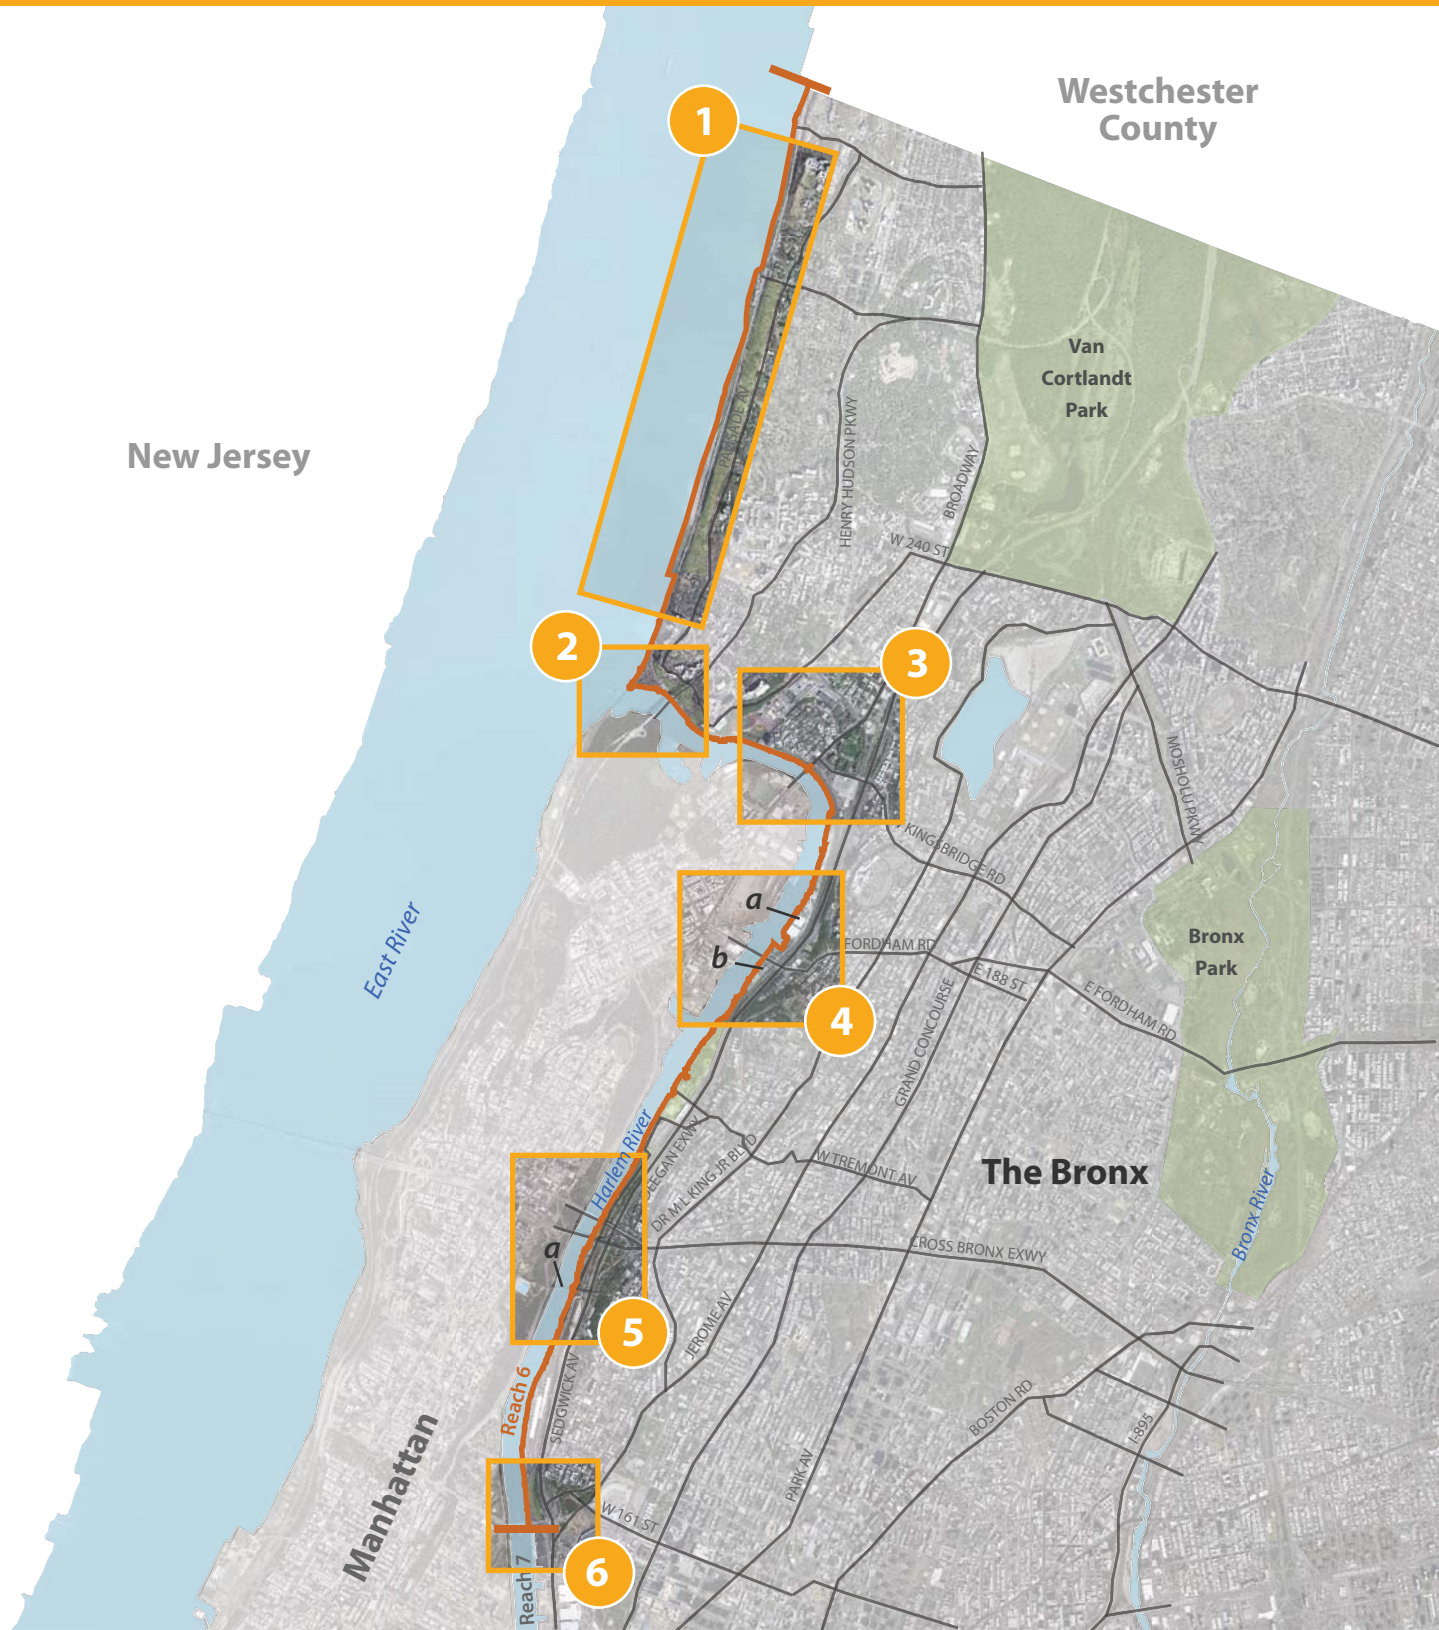 Westchester
County
1
Van
Cortlandt
Park
New Jersey
PALISADE AV
HENRY HUDSON PKWY
BROADWAY
W 240 ST
2
3
MOSHOLU PKWY
W KINGSBRIDGE RD
a
b
FORDHAM RD
E 188 ST
Bronx
Park
East River
4
GRAND CONCOURSE
E FORDHAM RD
Harlem River
DEEGAN EXWY
DR M L KING JR BLVD
W TREMONT AV
The Bronx
Bronx River
a
CROSS BRONX EXWY
5
JEROME AV
Reach 6
SEDGWICK AV
BOSTON RD
I-895
Manhattan
PARK AV
W 161 ST
6
Reach 7